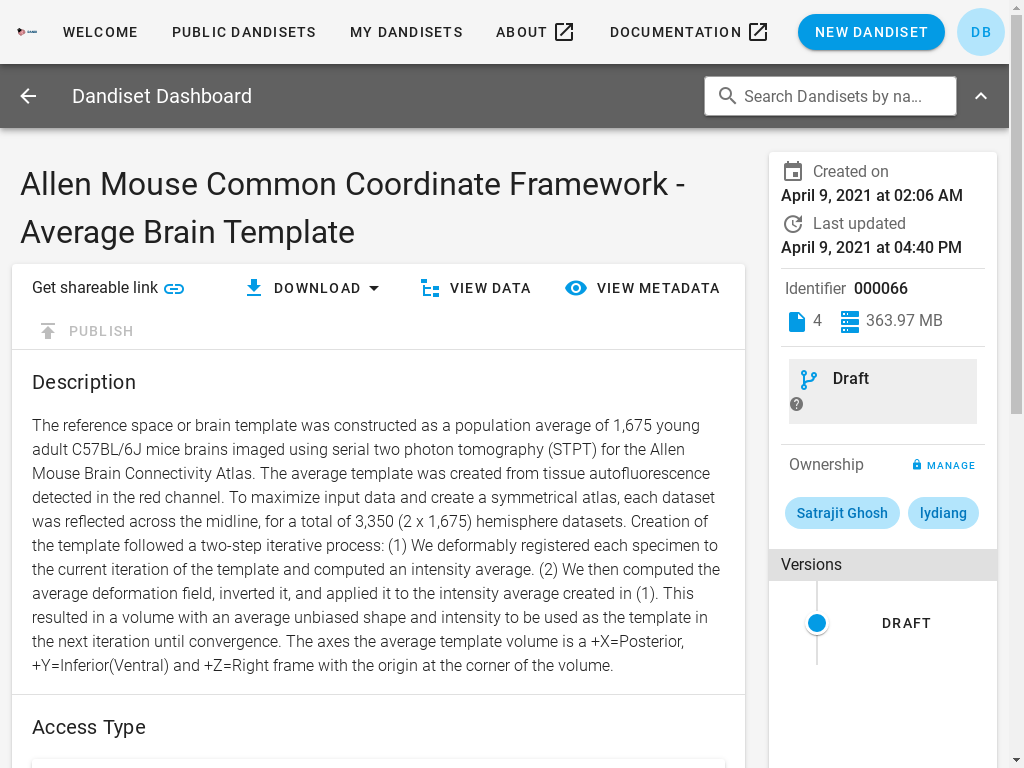 WELCOME PUBLIC DANDISETS MY DANDISETS ABOUT DOCUMENTATION NEW DANDISET DB
Dandiset Dashboard Search Dandisets by na...
Allen Mouse Common Coordinate Framework -
Average Brain Template
Get shareable link DOWNLOAD VIEW DATA VIEW METADATA
PUBLISH
Description
The reference space or brain template was constructed as a population average of 1,675 young
adult C57BL/6J mice brains imaged using serial two photon tomography (STPT) for the Allen
Mouse Brain Connectivity Atlas. The average template was created from tissue autofluorescence
detected in the red channel. To maximize input data and create a symmetrical atlas, each dataset
was reflected across the midline, for a total of 3,350 (2 x 1,675) hemisphere datasets. Creation of
the template followed a two-step iterative process: (1) We deformably registered each specimen to
the current iteration of the template and computed an intensity average. (2) We then computed the
average deformation field, inverted it, and applied it to the intensity average created in (1). This
resulted in a volume with an average unbiased shape and intensity to be used as the template in
the next iteration until convergence. The axes the average template volume is a +X=Posterior,
+Y=Inferior(Ventral) and +Z=Right frame with the origin at the corner of the volume.
Access Type
Created on
April 9, 2021 at 02:06 AM
Last updated
April 9, 2021 at 04:40 PM
Identifier 000066
4 363.97 MB
Draft
?
Ownership MANAGE
Satrajit Ghosh lydiang
Versions
DRAFT